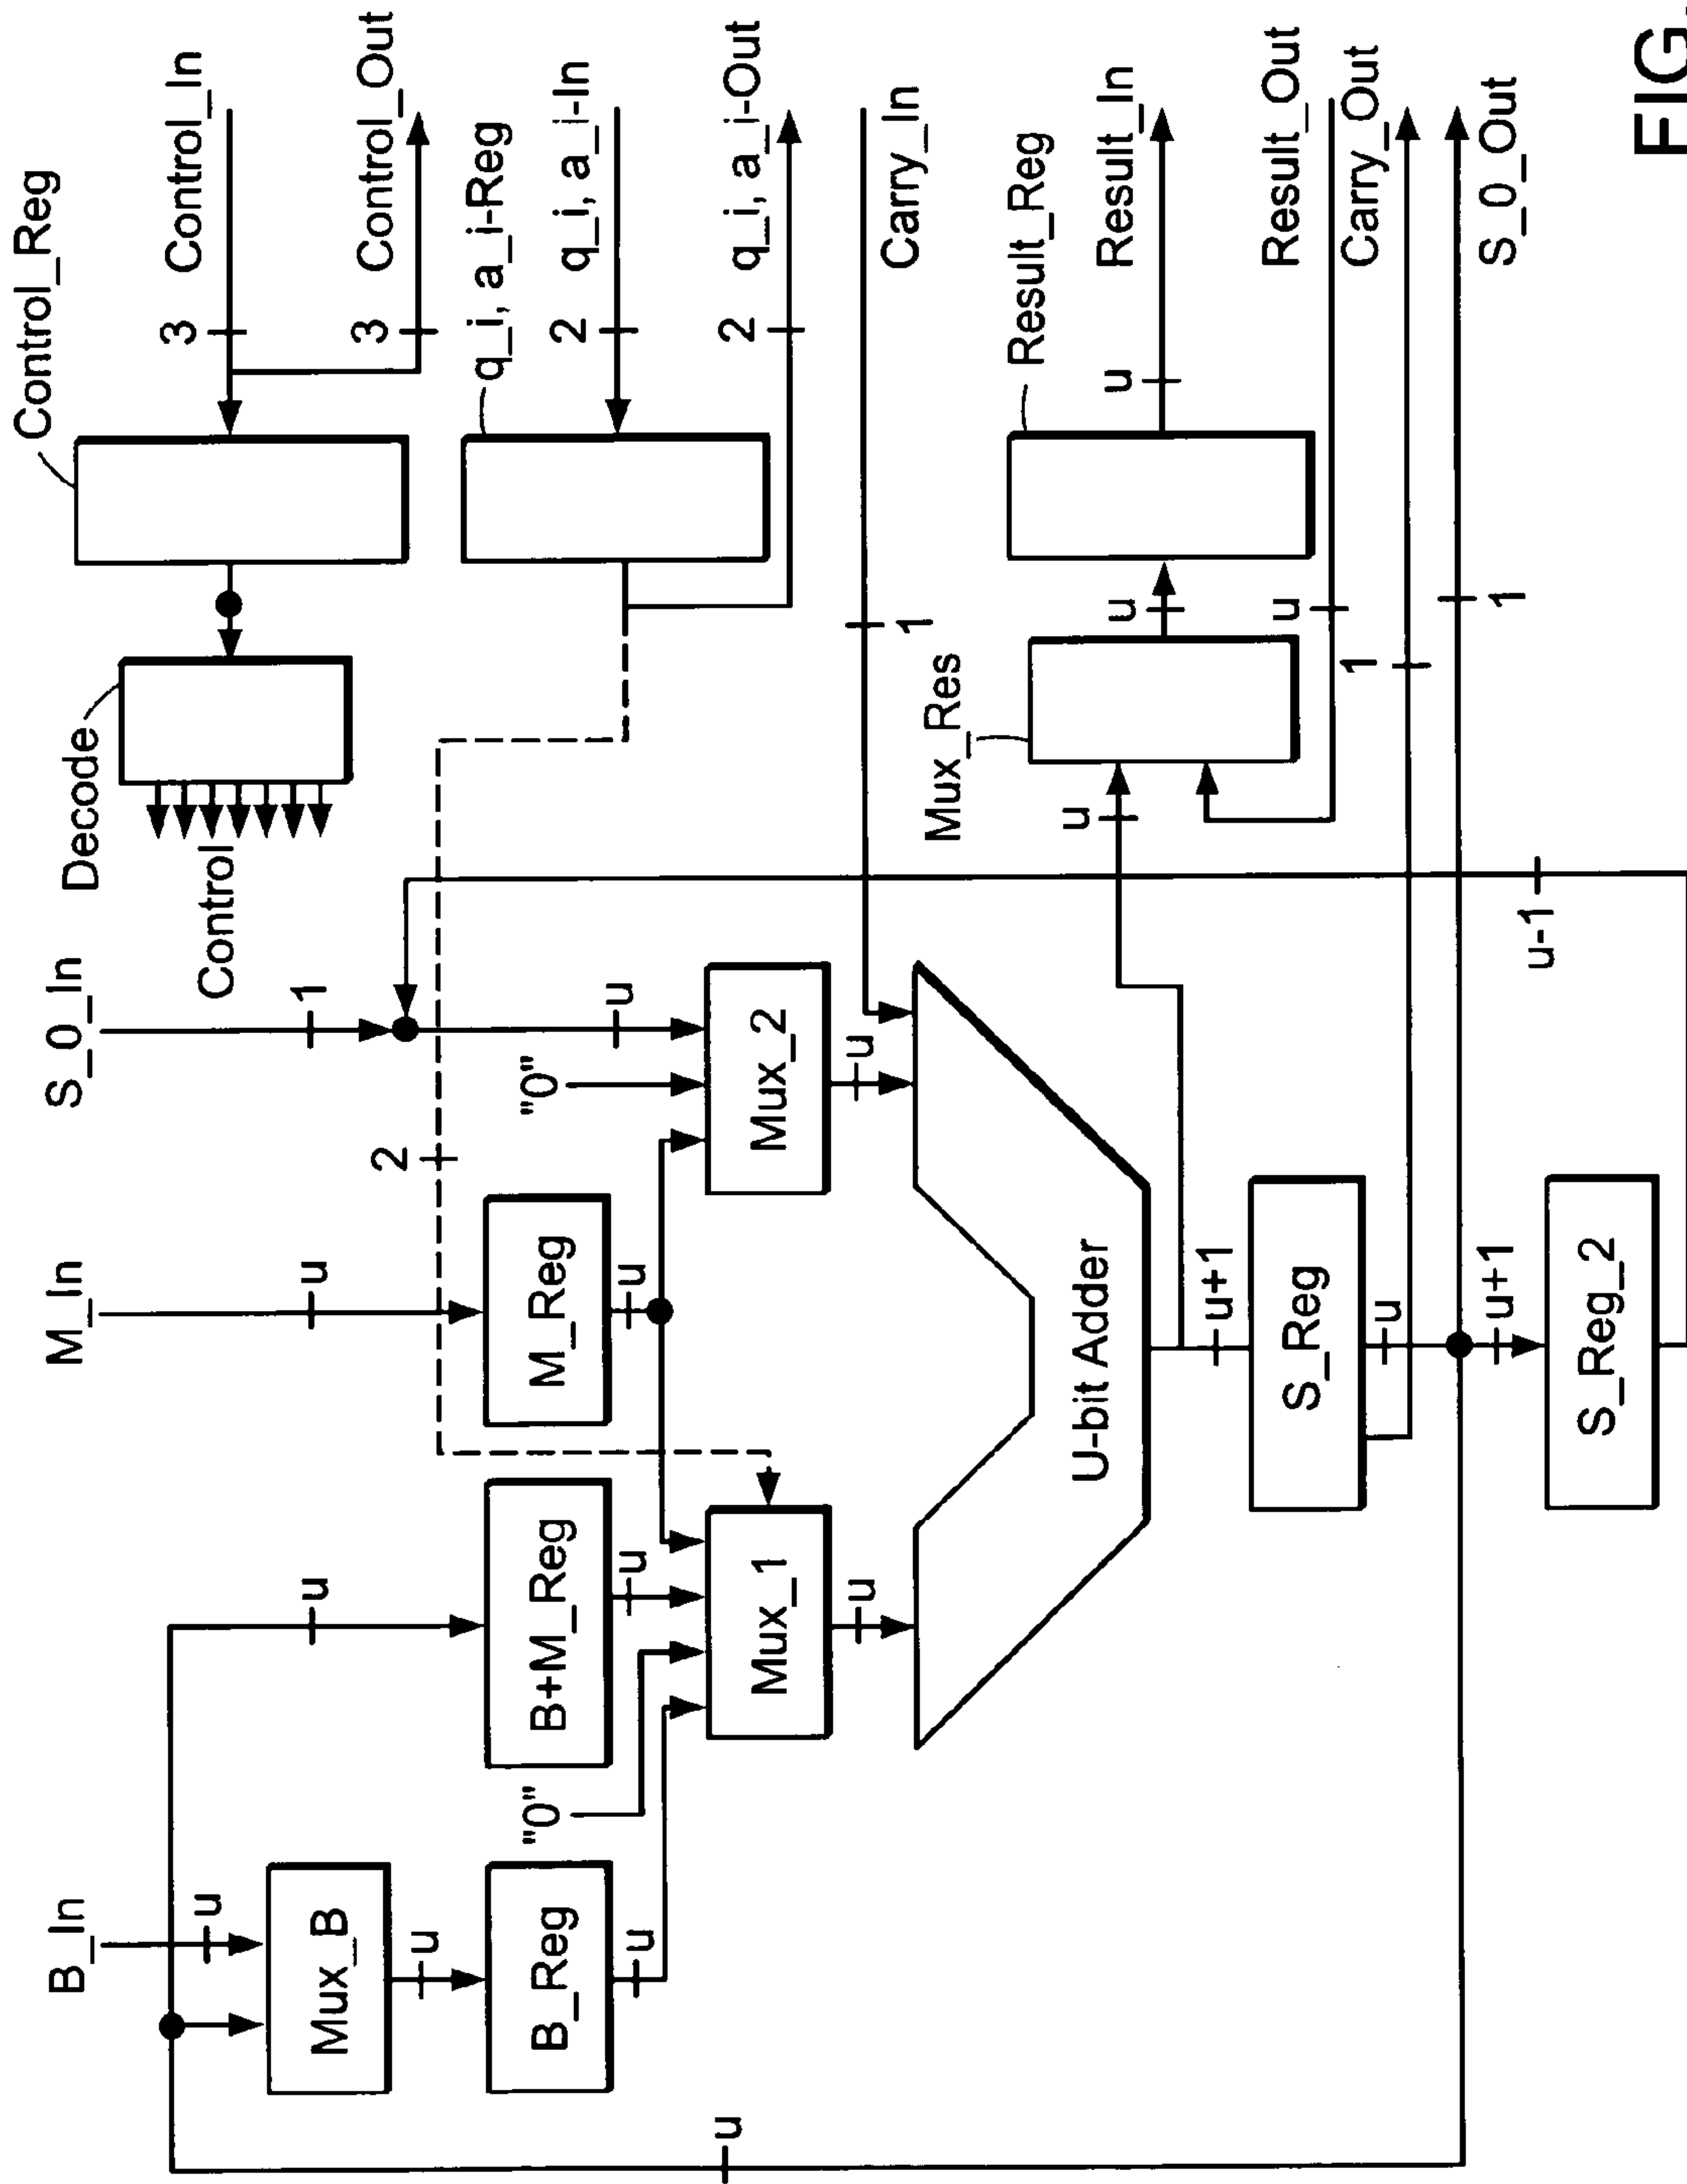 B_In
M_In
S_0_In
Control_Reg
u
u
1
3
Control_In
3
Control_Out
Decode
Control
Mux_B
u
B_Reg
u
u
B+M_Reg
u
"0"
M_Reg
u
2
"0"
u
q_i, a_i-Reg
2
q_i, a_i-In
2
q_i, a_i-Out
Mux_1
u
Mux_2
u
1
Carry_In
U-bit Adder
Mux_Res
u
u
Result_Reg
u
Result_In
u
Result_Out
1
Carry_Out
1
S_0_Out
u+1
S_Reg
u
u+1
S_Reg_2
u-1
u
FIG.